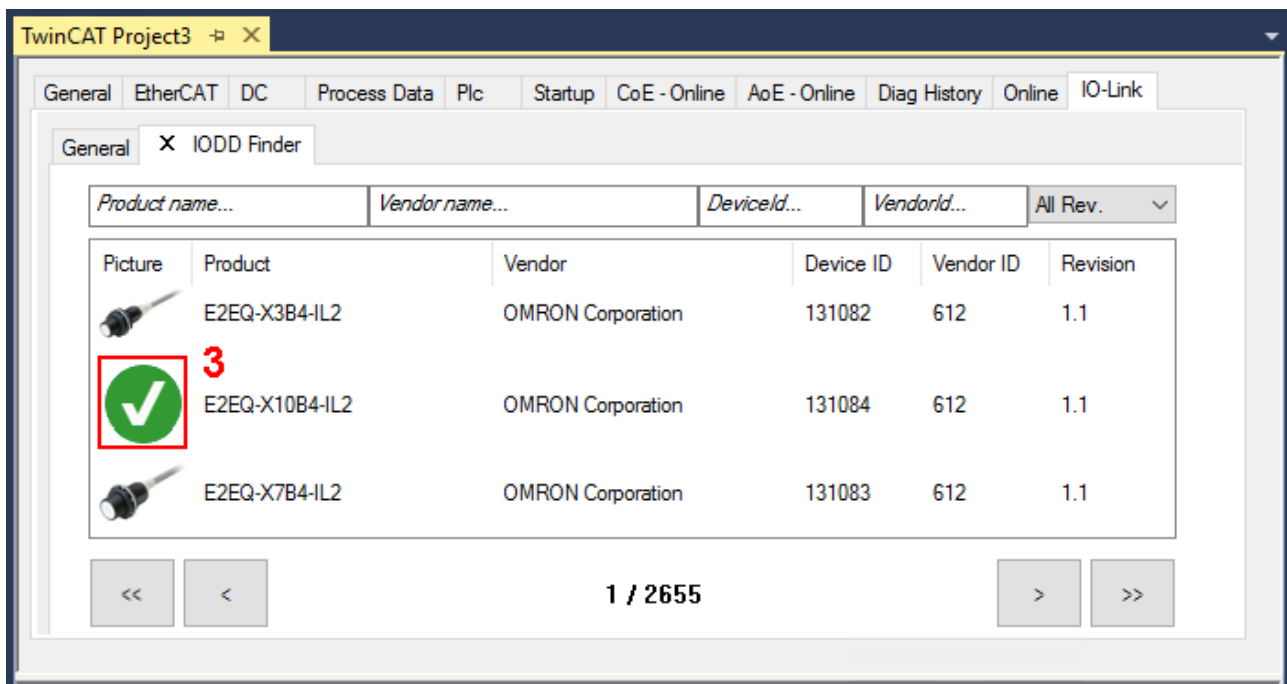 TwinCAT Project3
General EtherCAT DC Process Data Plc Startup CoE - Online AoE - Online Diag History Online IO-Link
General X IODD Finder
Product name... Vendor name... DeviceId... VendorId... All Rev.
Picture Product Vendor Device ID Vendor ID Revision
E2EQ-X3B4-IL2 OMRON Corporation 131082 612 1.1
3
E2EQ-X10B4-IL2 OMRON Corporation 131084 612 1.1
E2EQ-X7B4-IL2 OMRON Corporation 131083 612 1.1
<< < 1 / 2655 > >>